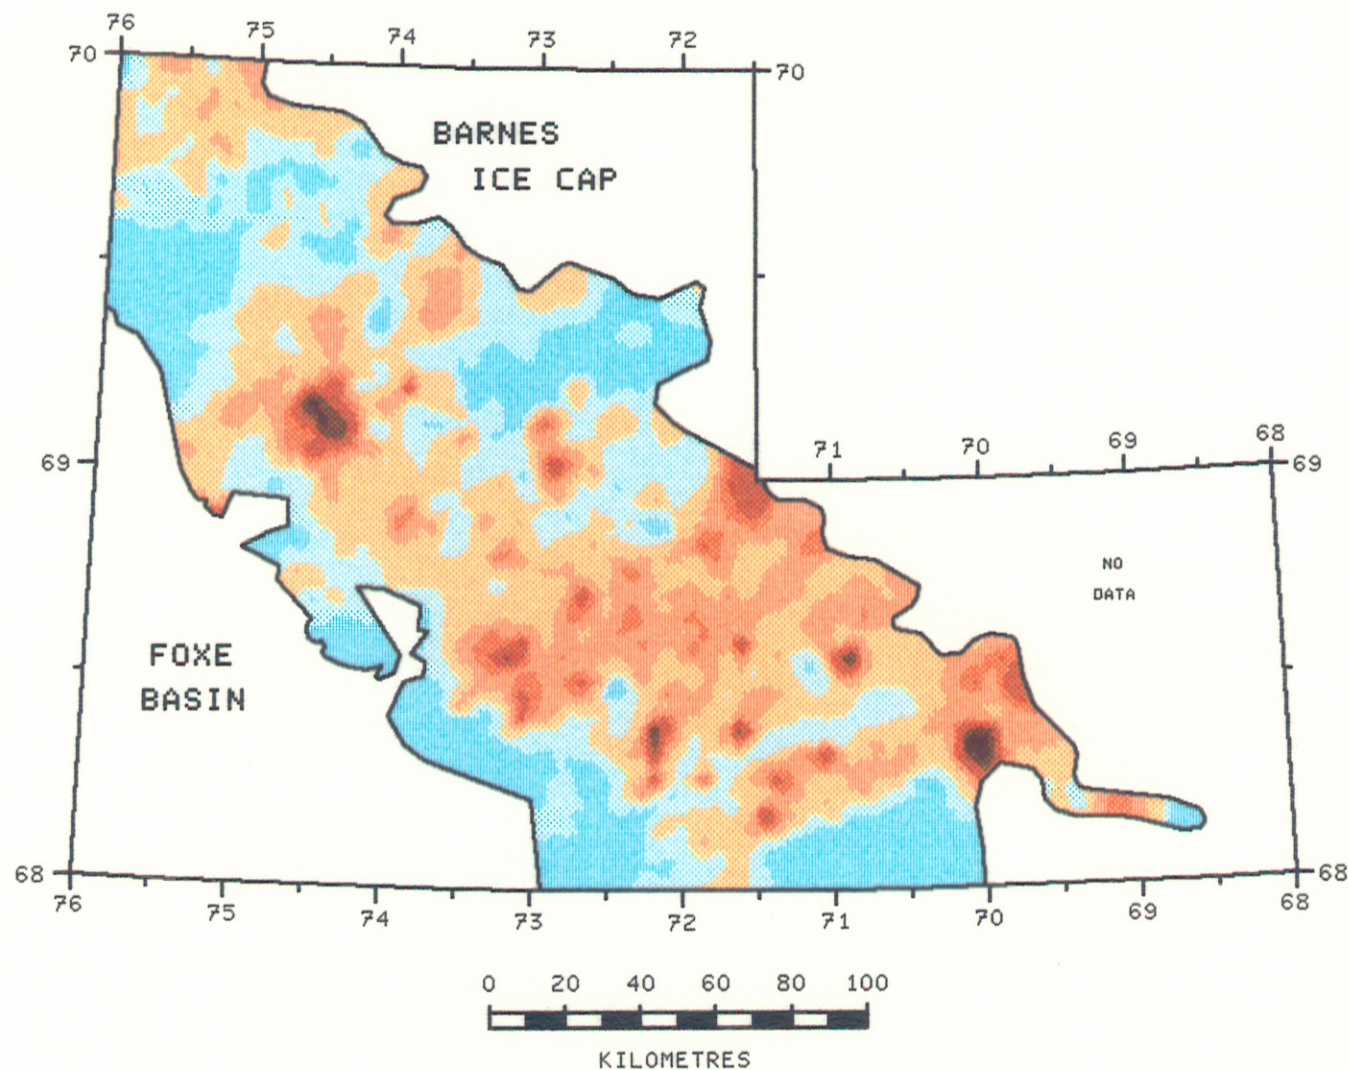 76 75 74 73 72
70 70
BARNES
ICE CAP
71 70 69 68
69 69
NO
DATA
FOXE
BASIN
68 68
76 75 74 73 72 71 70 69 68
0 20 40 60 80 100
KILOMETRES